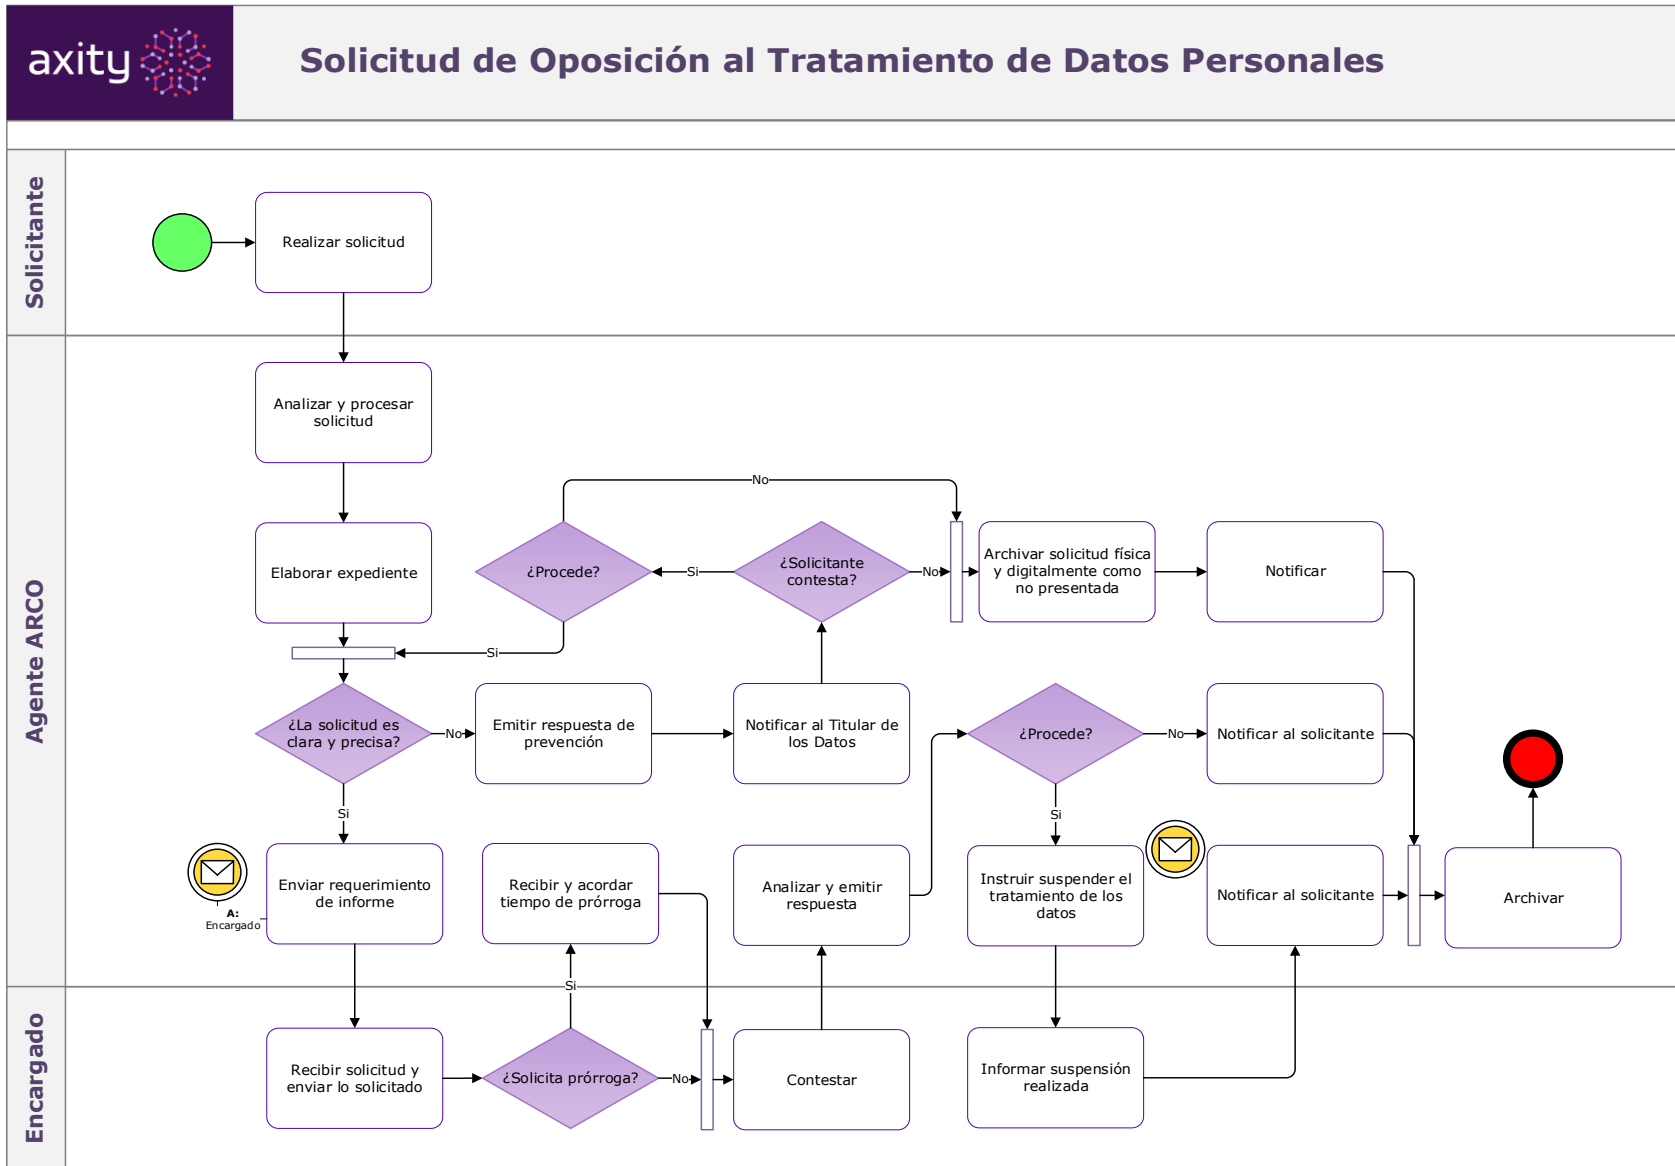 axity
Solicitud de Oposición al Tratamiento de Datos Personales
Solicitante
Realizar solicitud
Agente ARCO
Analizar y procesar
solicitud
Elaborar expediente
No
¿Procede?
Si
¿Solicitante
contesta?
No
Archivar solicitud física
y digitalmente como
no presentada
Notificar
Si
¿La solicitud es
clara y precisa?
No
Emitir respuesta de
prevención
Notificar al Titular de
los Datos
¿Procede?
No
Notificar al solicitante
Si
Si
A:
Encargado
Enviar requerimiento
de informe
Recibir y acordar
tiempo de prórroga
Analizar y emitir
respuesta
Instruir suspender el
tratamiento de los
datos
Notificar al solicitante
Archivar
Si
Encargado
Recibir solicitud y
enviar lo solicitado
¿Solicita prórroga?
No
Contestar
Informar suspensión
realizada